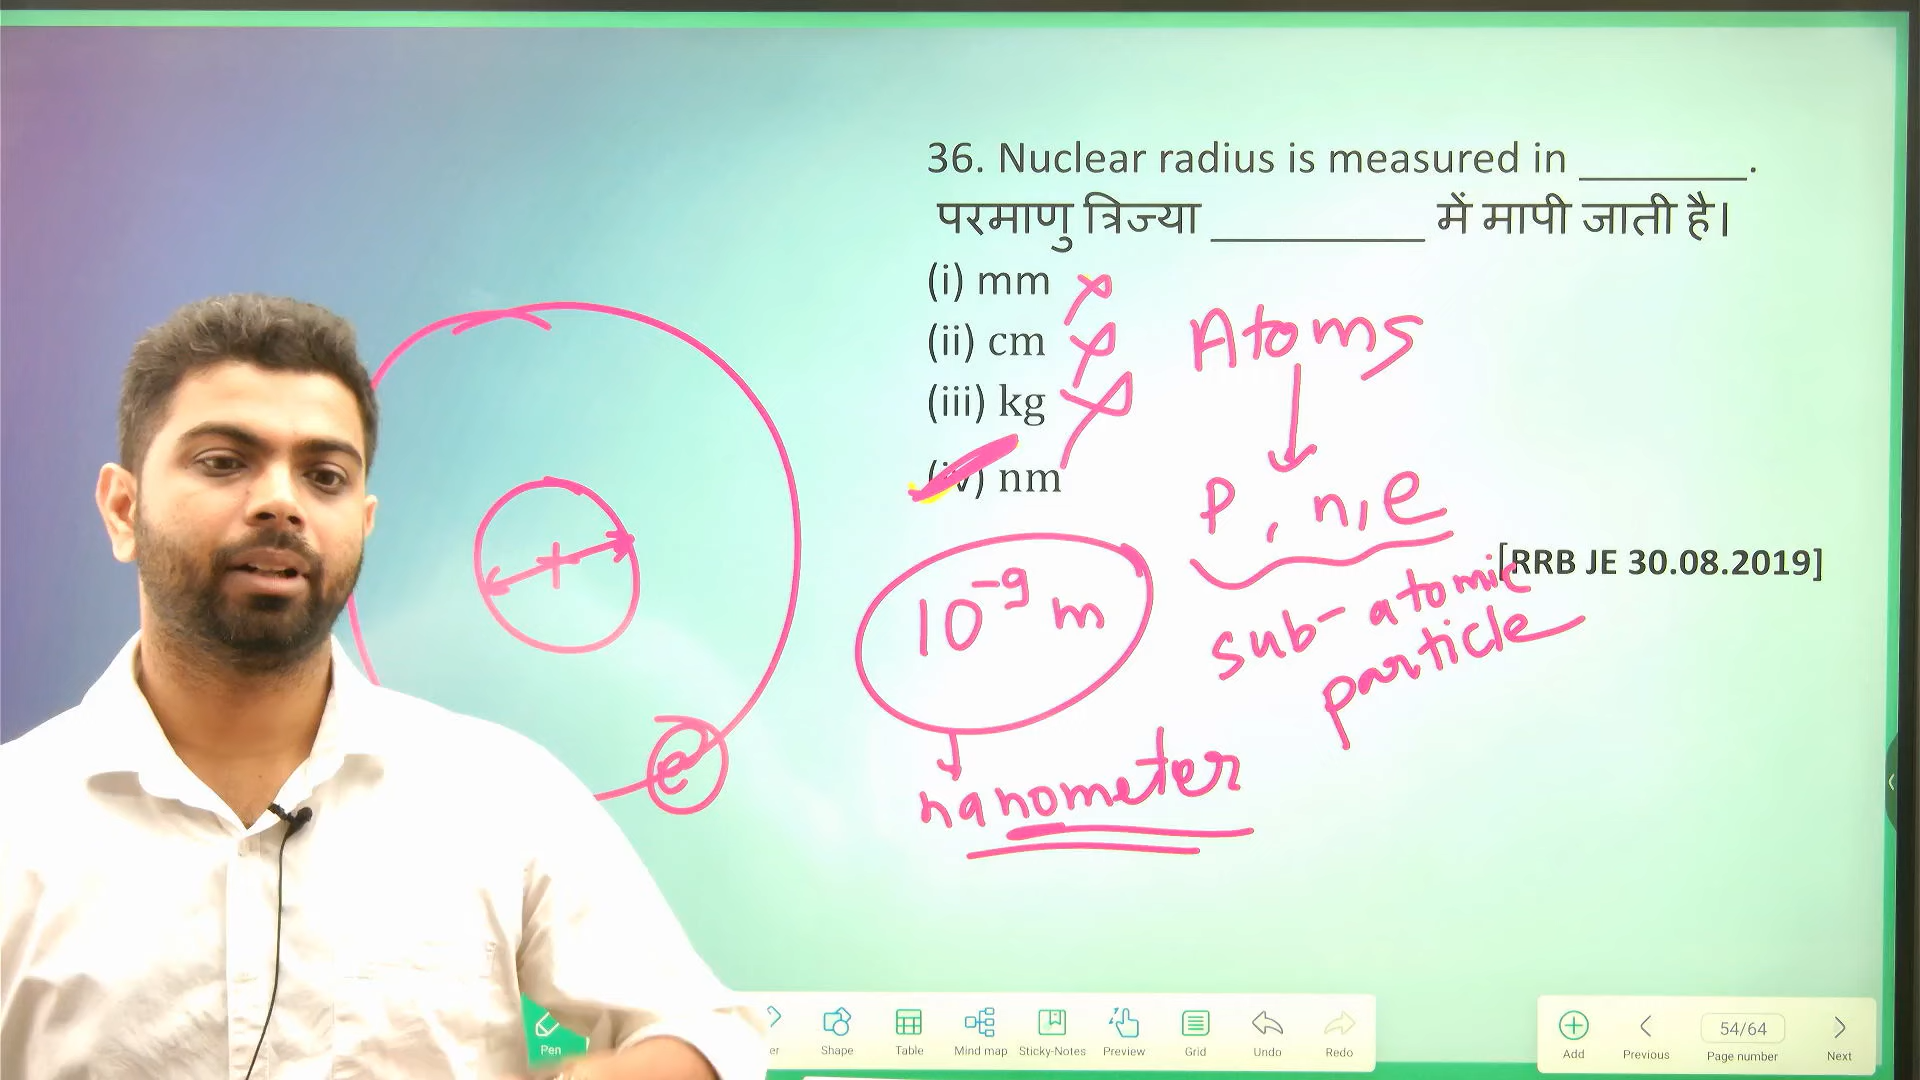 36. Nuclear radius is measured in ________.
परमाणु त्रिज्या __________ में मापी जाती है।
(i) mm
(ii) cm
(iii) kg
(iv) nm
[RRB JE 30.08.2019]
Atoms
P, n, e
sub-atomic
particle
10⁻⁹ m
nanometer
e
Pen
er
Shape
Table
Mind map
Sticky-Notes
Preview
Grid
Undo
Redo
Add
Previous
54/64
Page number
Next